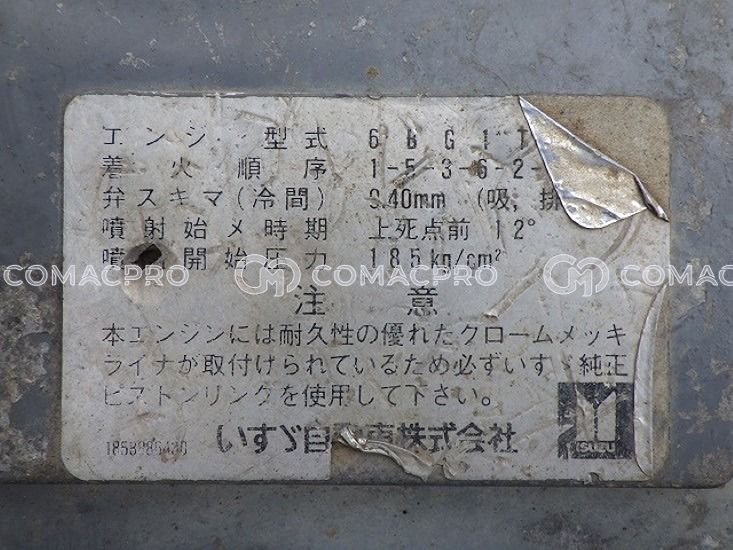 エンジン型式 6BG1T
着火順序 1-5-3-6-2-
弁スキマ(冷間) 0.40mm (吸,排
噴射始メ時期 上死点前 12°
噴 開始圧力 185kg/cm²
COMACPRO COMACPRO COMACPRO
注意
本エンジンには耐久性の優れたクロームメッキ
ライナが取付けられているため必ずいすゞ純正
ピストンリングを使用して下さい。
いすゞ自動車株式会社
ISUZU